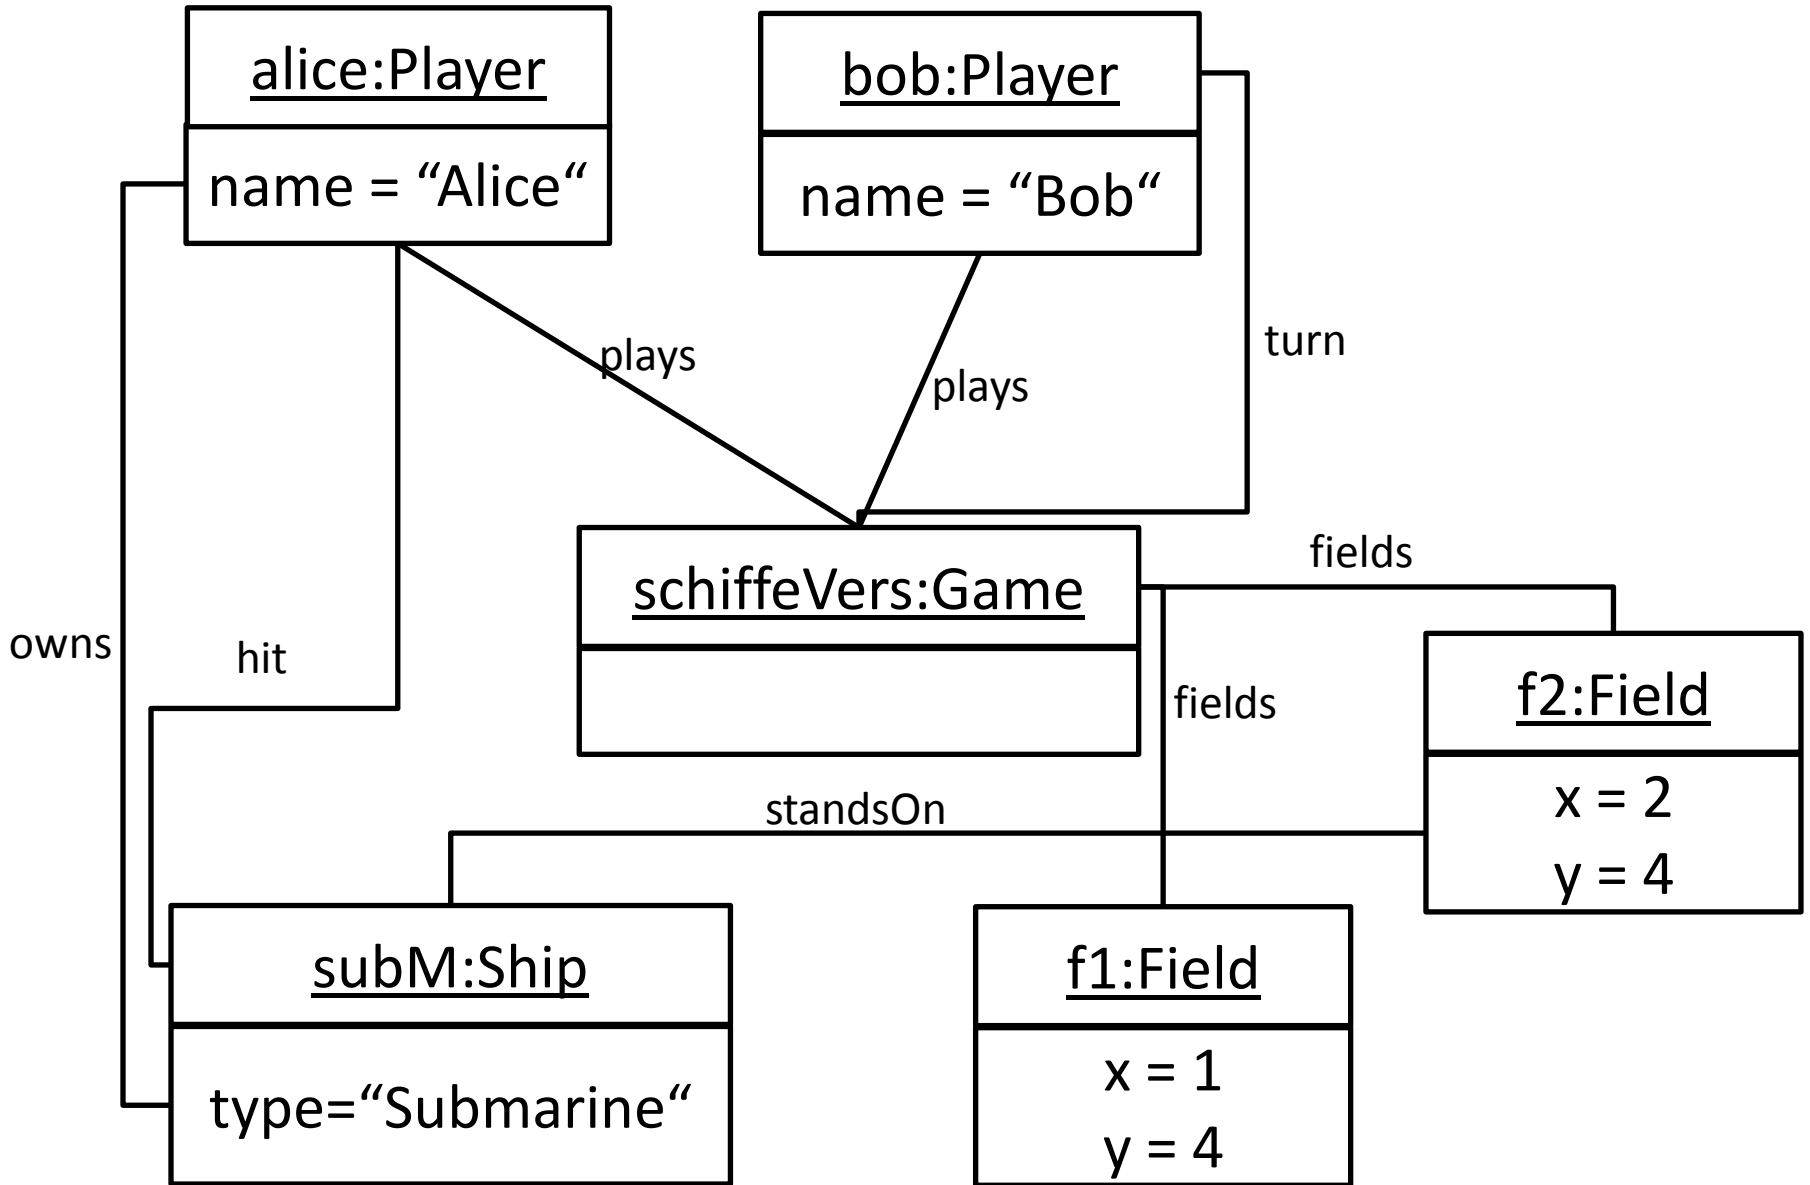 alice:Player
name = “Alice“
bob:Player
name = “Bob“
plays
plays
turn
schiffeVers:Game
fields
fields
owns
hit
f2:Field
x = 2
y = 4
standsOn
subM:Ship
type=“Submarine“
f1:Field
x = 1
y = 4